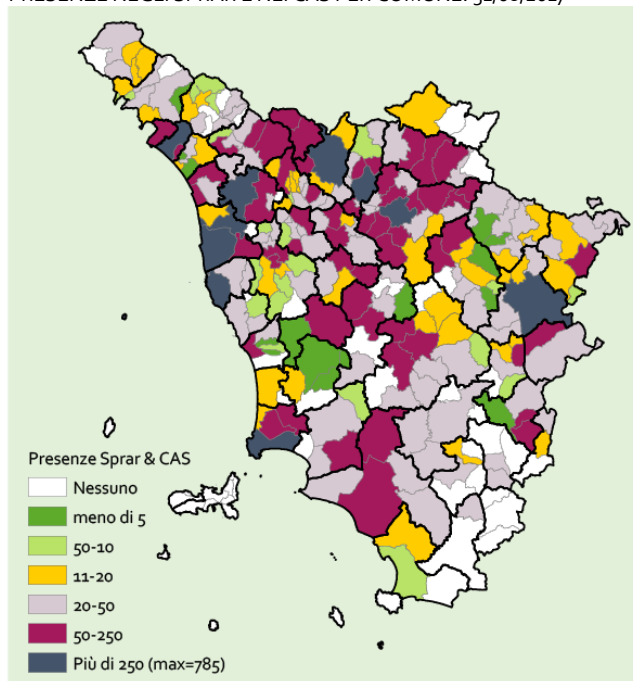 Presenze Sprar & CAS
Nessuno
meno di 5
50-10
11-20
20-50
50-250
Più di 250 (max=785)